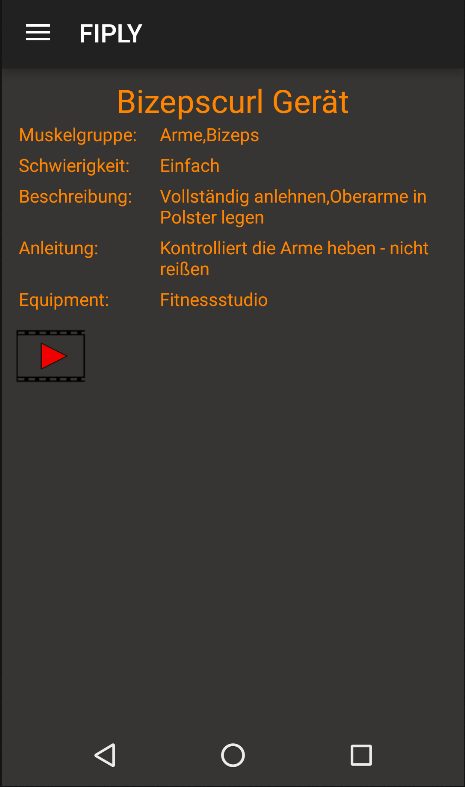 FIPLY
Bizepscurl Gerät
Muskelgruppe: Arme,Bizeps
Schwierigkeit: Einfach
Beschreibung: Vollständig anlehnen,Oberarme in
Polster legen
Anleitung: Kontrolliert die Arme heben - nicht
reißen
Equipment: Fitnessstudio